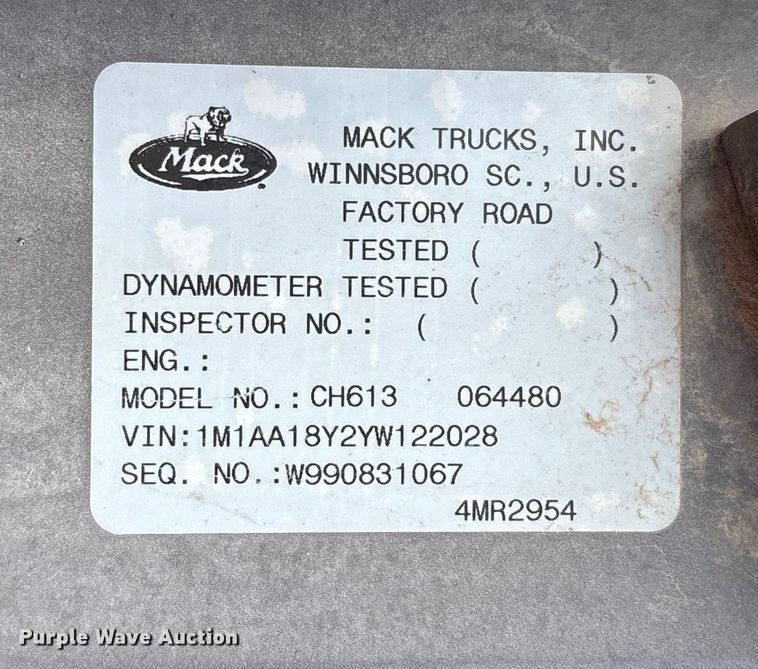 Mack
MACK TRUCKS, INC.
WINNSBORO SC., U.S.
FACTORY ROAD
TESTED (          )
DYNAMOMETER TESTED (          )
INSPECTOR NO.: (          )
ENG.:
MODEL NO.: CH613 064480
VIN:1M1AA18Y2YW122028
SEQ. NO.:W990831067
4MR2954
Purple Wave Auction